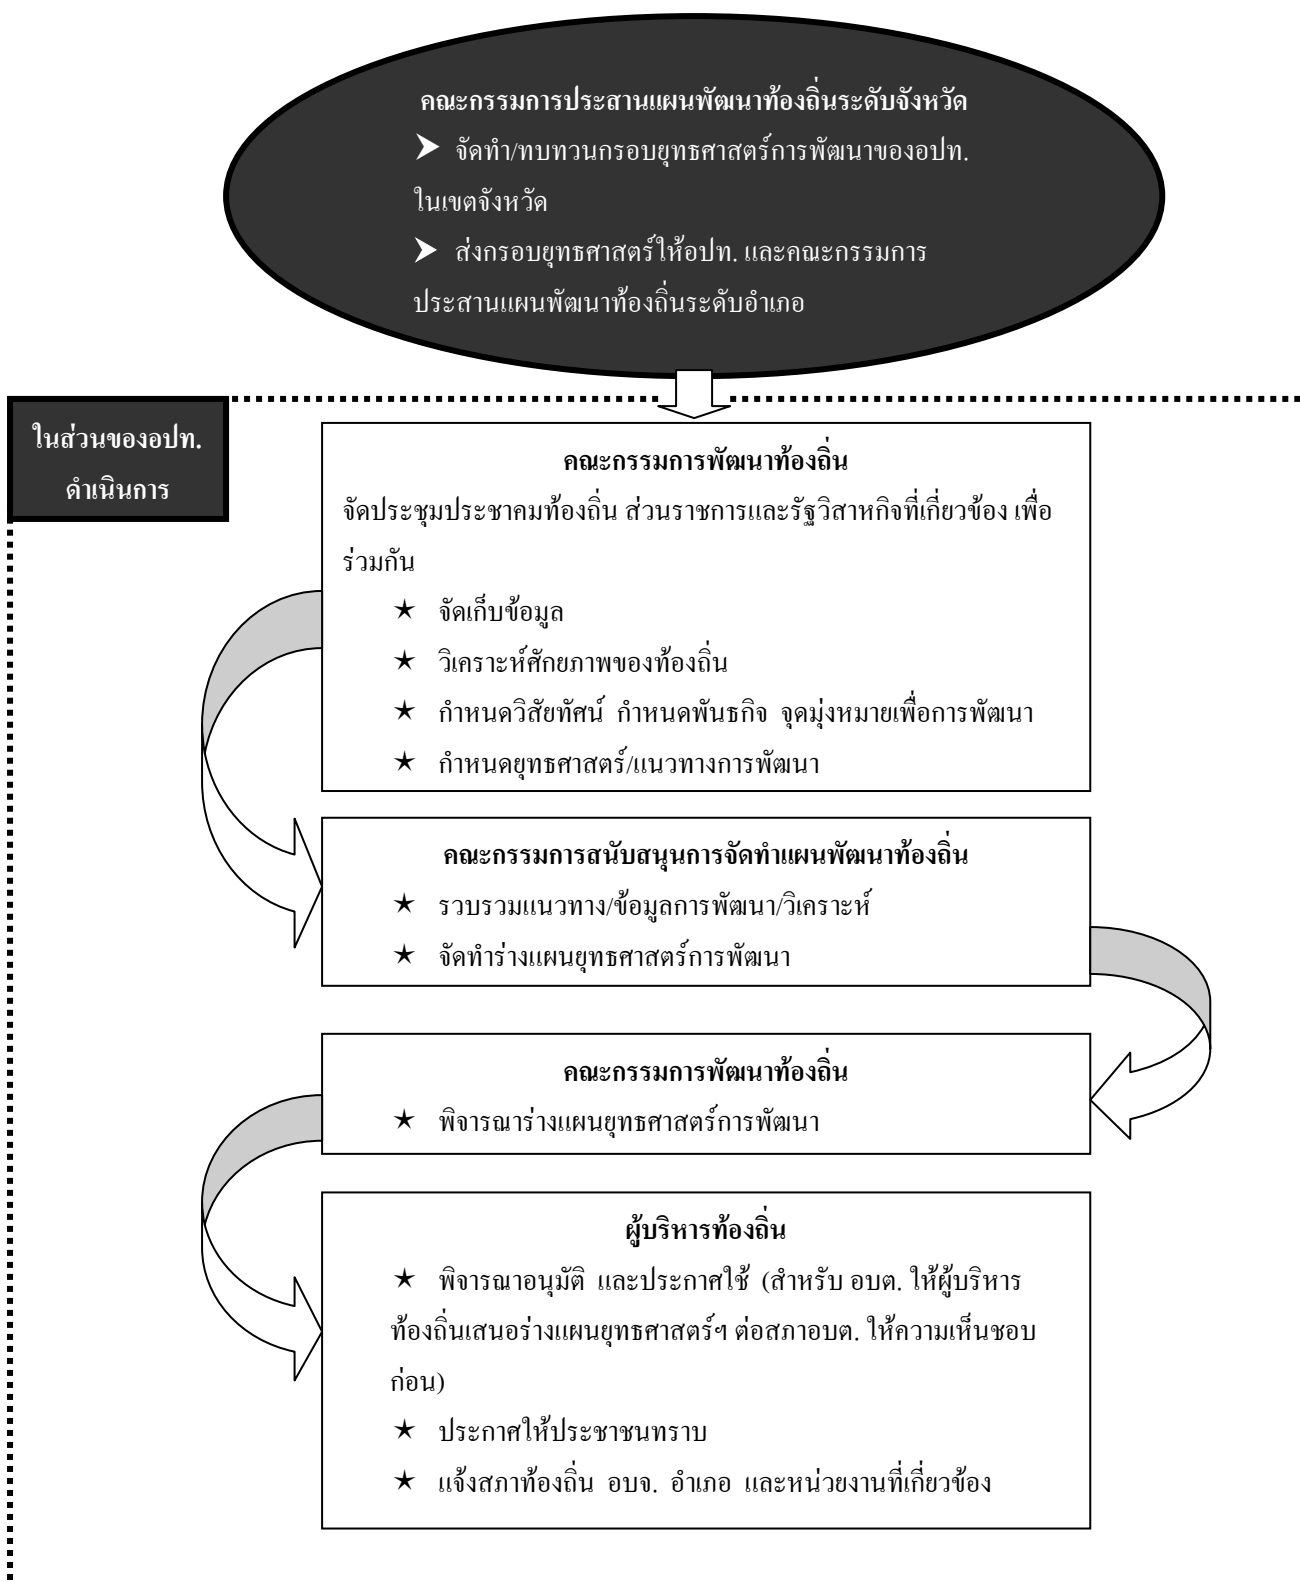 คณะกรรมการประสานแผนพัฒนาท้องถิ่นระดับจังหวัด
➤ จัดทำ/ทบทวนกรอบยุทธศาสตร์การพัฒนาของอปท.
ในเขตจังหวัด
➤ ส่งกรอบยุทธศาสตร์ให้อปท. และคณะกรรมการ
ประสานแผนพัฒนาท้องถิ่นระดับอำเภอ
ในส่วนของอปท.
ดำเนินการ
คณะกรรมการพัฒนาท้องถิ่น
จัดประชุมประชาคมท้องถิ่น ส่วนราชการและรัฐวิสาหกิจที่เกี่ยวข้อง เพื่อ
ร่วมกัน
★ จัดเก็บข้อมูล
★ วิเคราะห์ศักยภาพของท้องถิ่น
★ กำหนดวิสัยทัศน์ กำหนดพันธกิจ จุดมุ่งหมายเพื่อการพัฒนา
★ กำหนดยุทธศาสตร์/แนวทางการพัฒนา
คณะกรรมการสนับสนุนการจัดทำแผนพัฒนาท้องถิ่น
★ รวบรวมแนวทาง/ข้อมูลการพัฒนา/วิเคราะห์
★ จัดทำร่างแผนยุทธศาสตร์การพัฒนา
คณะกรรมการพัฒนาท้องถิ่น
★ พิจารณาร่างแผนยุทธศาสตร์การพัฒนา
ผู้บริหารท้องถิ่น
★ พิจารณาอนุมัติ และประกาศใช้ (สำหรับ อบต. ให้ผู้บริหาร
ท้องถิ่นเสนอร่างแผนยุทธศาสตร์ฯ ต่อสภาอบต. ให้ความเห็นชอบ
ก่อน)
★ ประกาศให้ประชาชนทราบ
★ แจ้งสภาท้องถิ่น อบจ. อำเภอ และหน่วยงานที่เกี่ยวข้อง